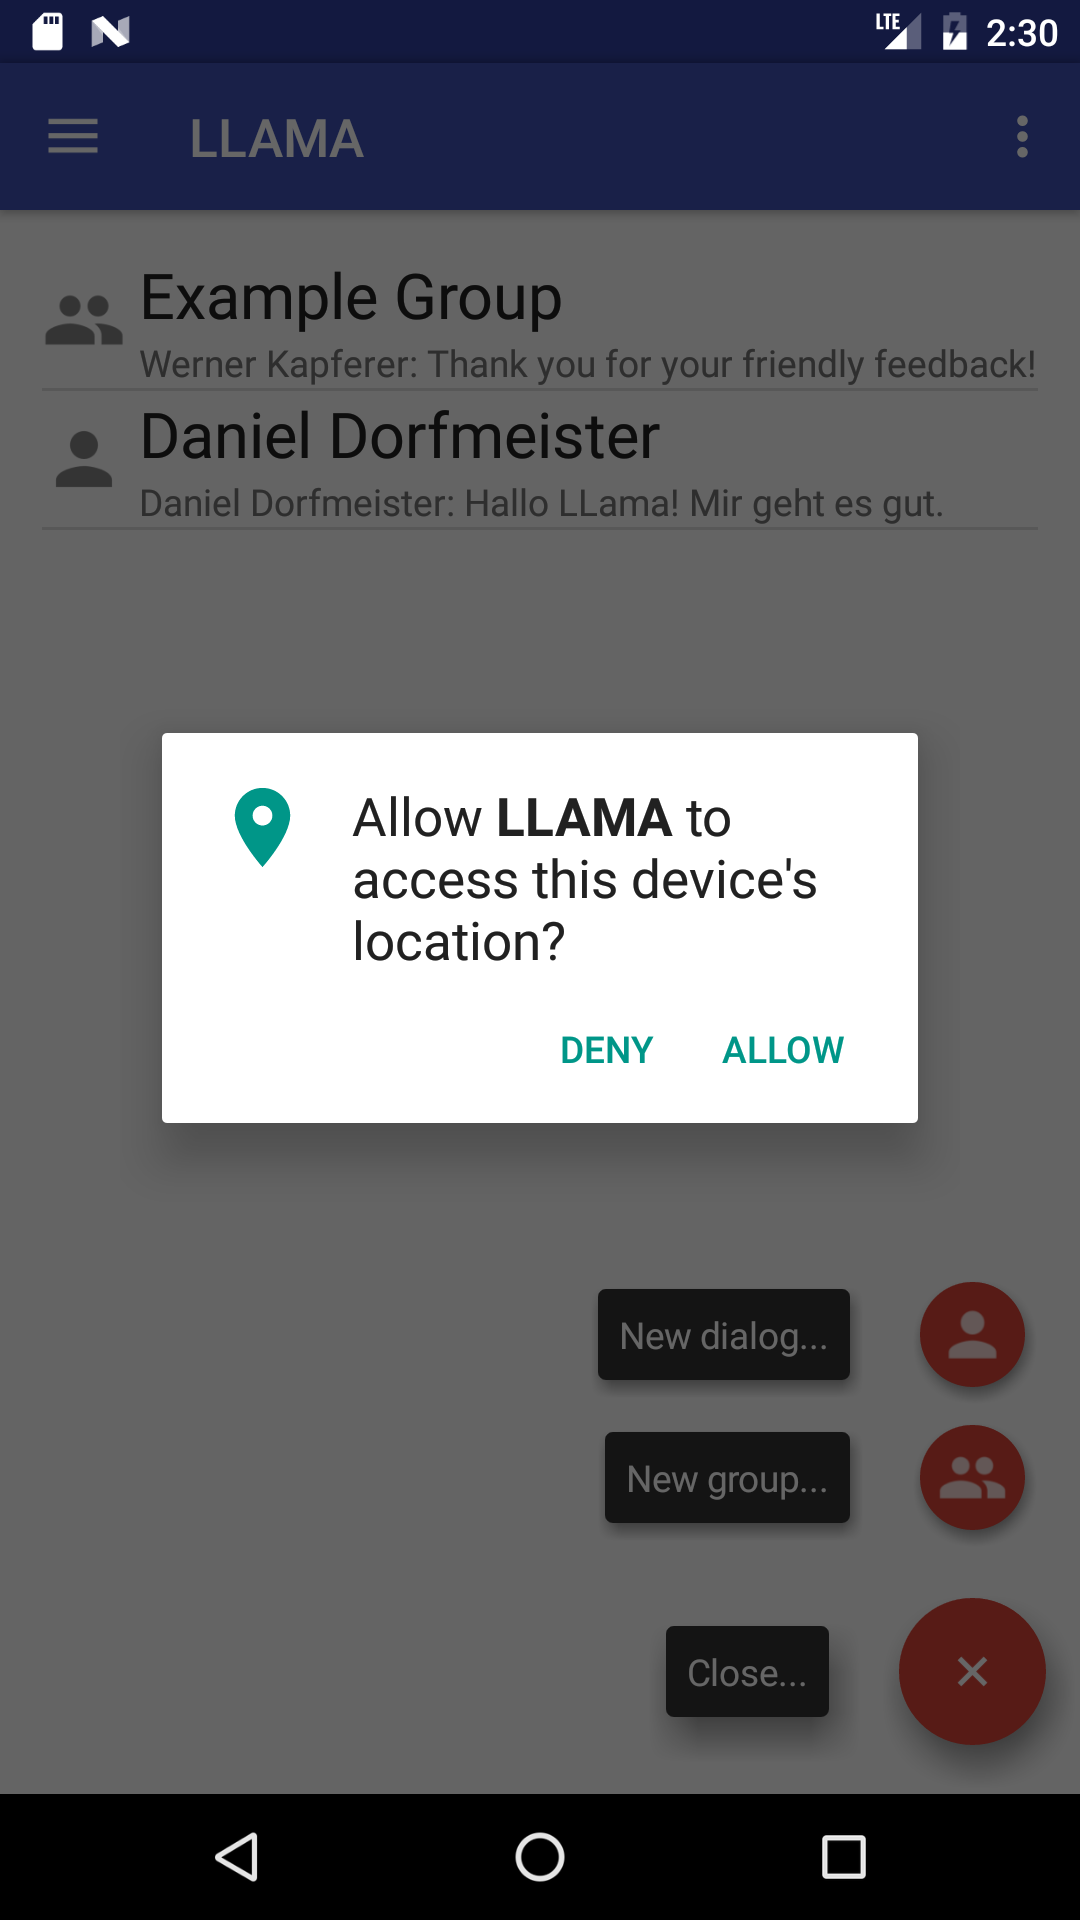 LTE 2:30
LLAMA
Example Group
Werner Kapferer: Thank you for your friendly feedback!
Daniel Dorfmeister
Daniel Dorfmeister: Hallo LLama! Mir geht es gut.
Allow LLAMA to
access this device's
location?
DENY ALLOW
New dialog...
New group...
Close...